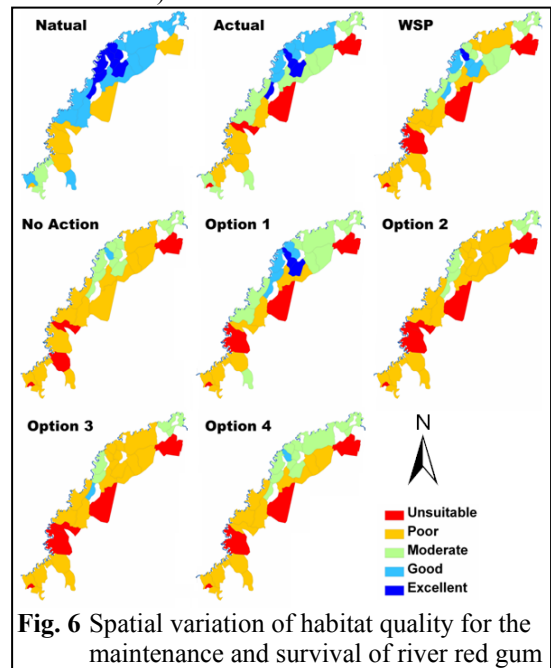 Natual
Actual
WSP
No Action
Option 1
Option 2
Option 3
Option 4
N
Unsuitable
Poor
Moderate
Good
Excellent
Fig. 6 Spatial variation of habitat quality for the
maintenance and survival of river red gum